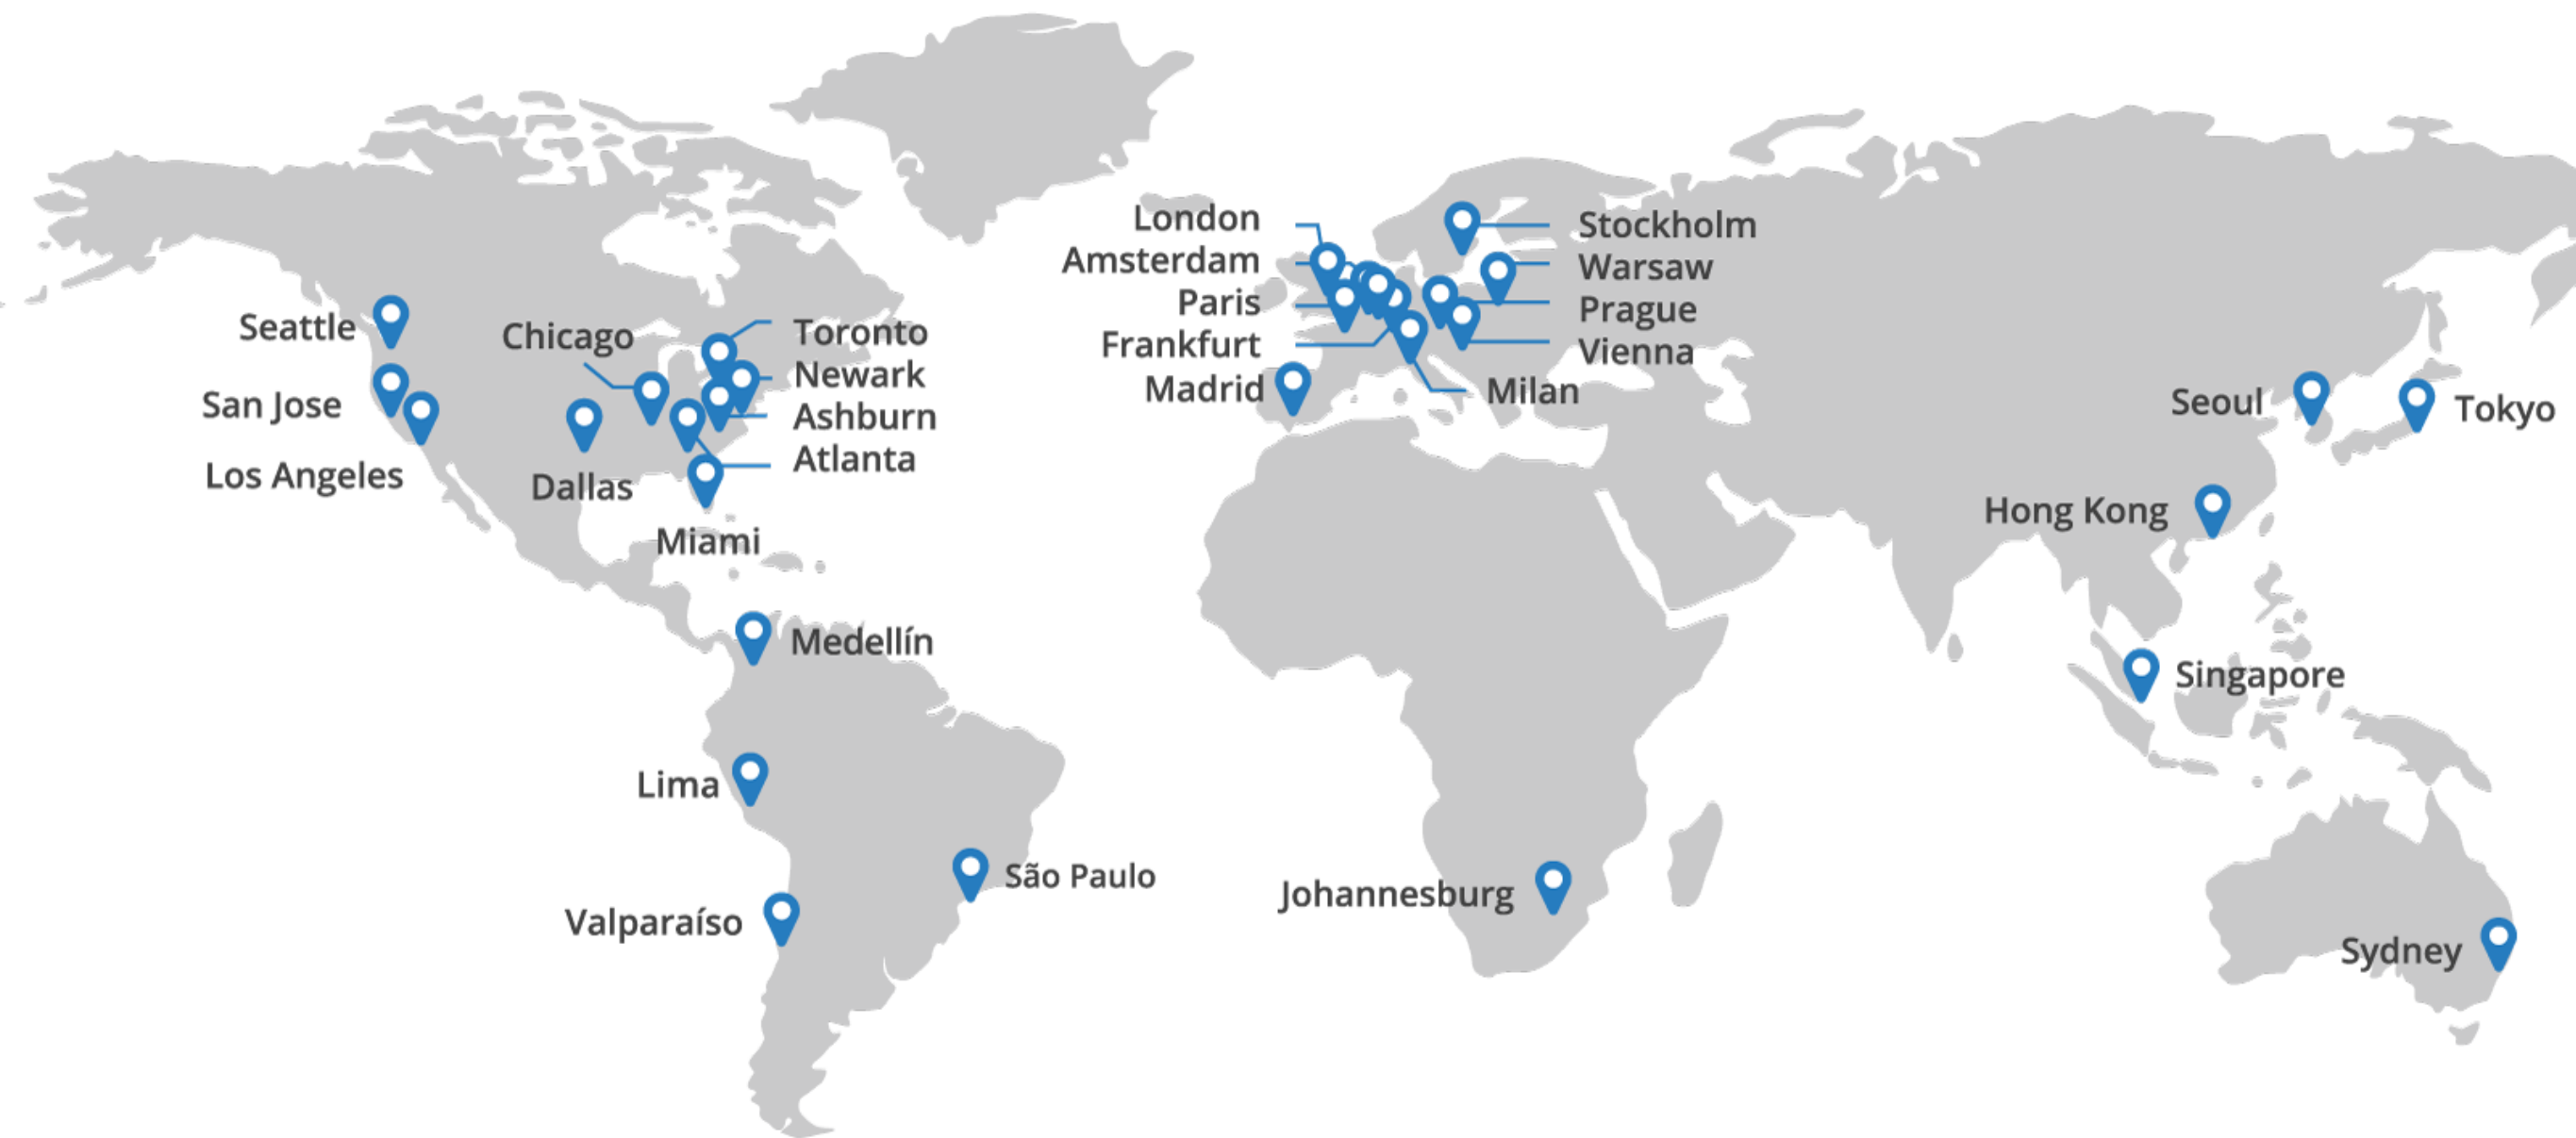 Seattle
San Jose
Los Angeles
Chicago
Dallas
Toronto
Newark
Ashburn
Atlanta
Miami
Medellín
Lima
São Paulo
Valparaíso
London
Amsterdam
Paris
Frankfurt
Madrid
Stockholm
Warsaw
Prague
Vienna
Milan
Johannesburg
Seoul
Tokyo
Hong Kong
Singapore
Sydney